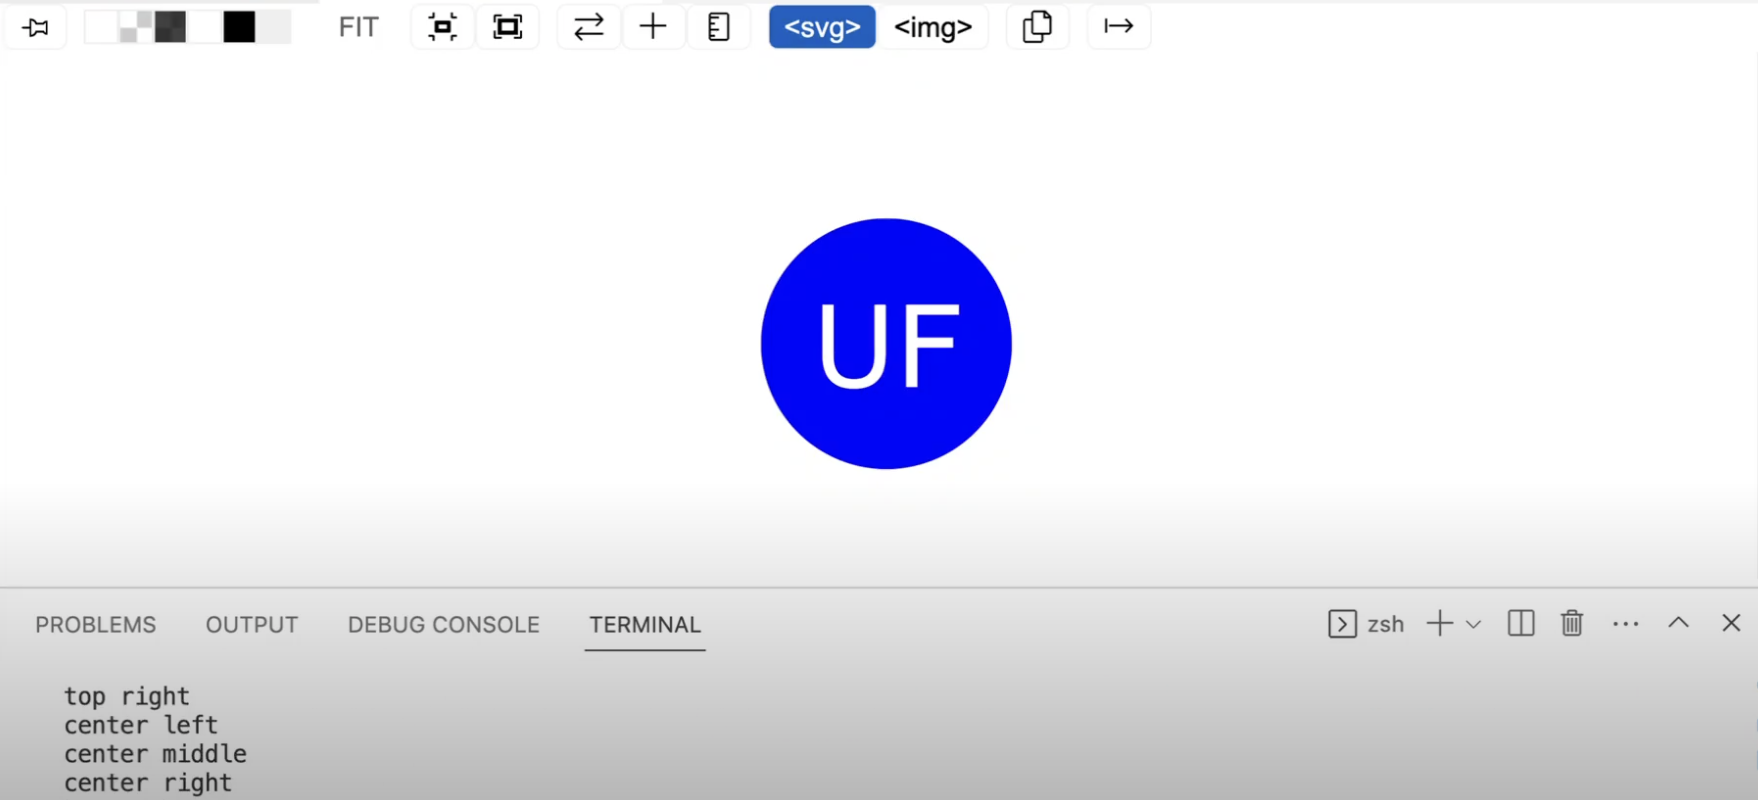 FIT <svg> <img>
UF
PROBLEMS OUTPUT DEBUG CONSOLE TERMINAL zsh
top right
center left
center middle
center right